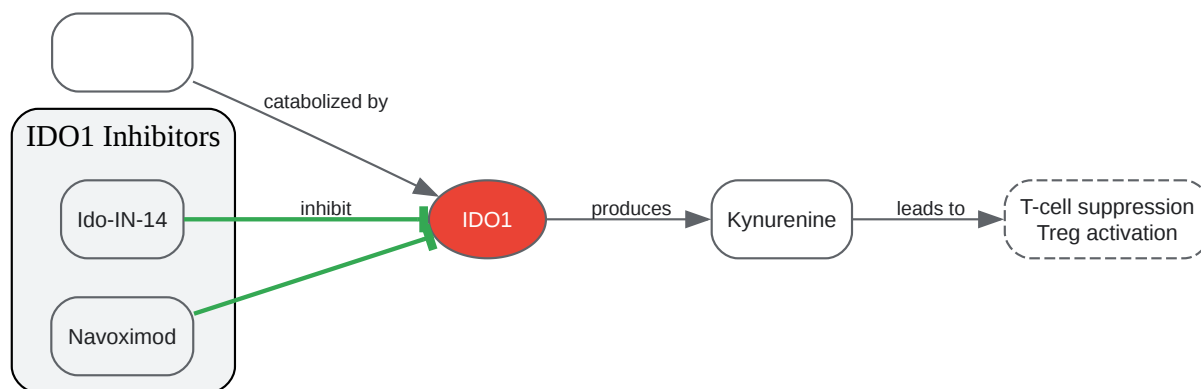 catabolized by
IDO1 Inhibitors
Ido-IN-14
inhibit
IDO1
produces
Kynurenine
leads to
T-cell suppression
Treg activation
Navoximod